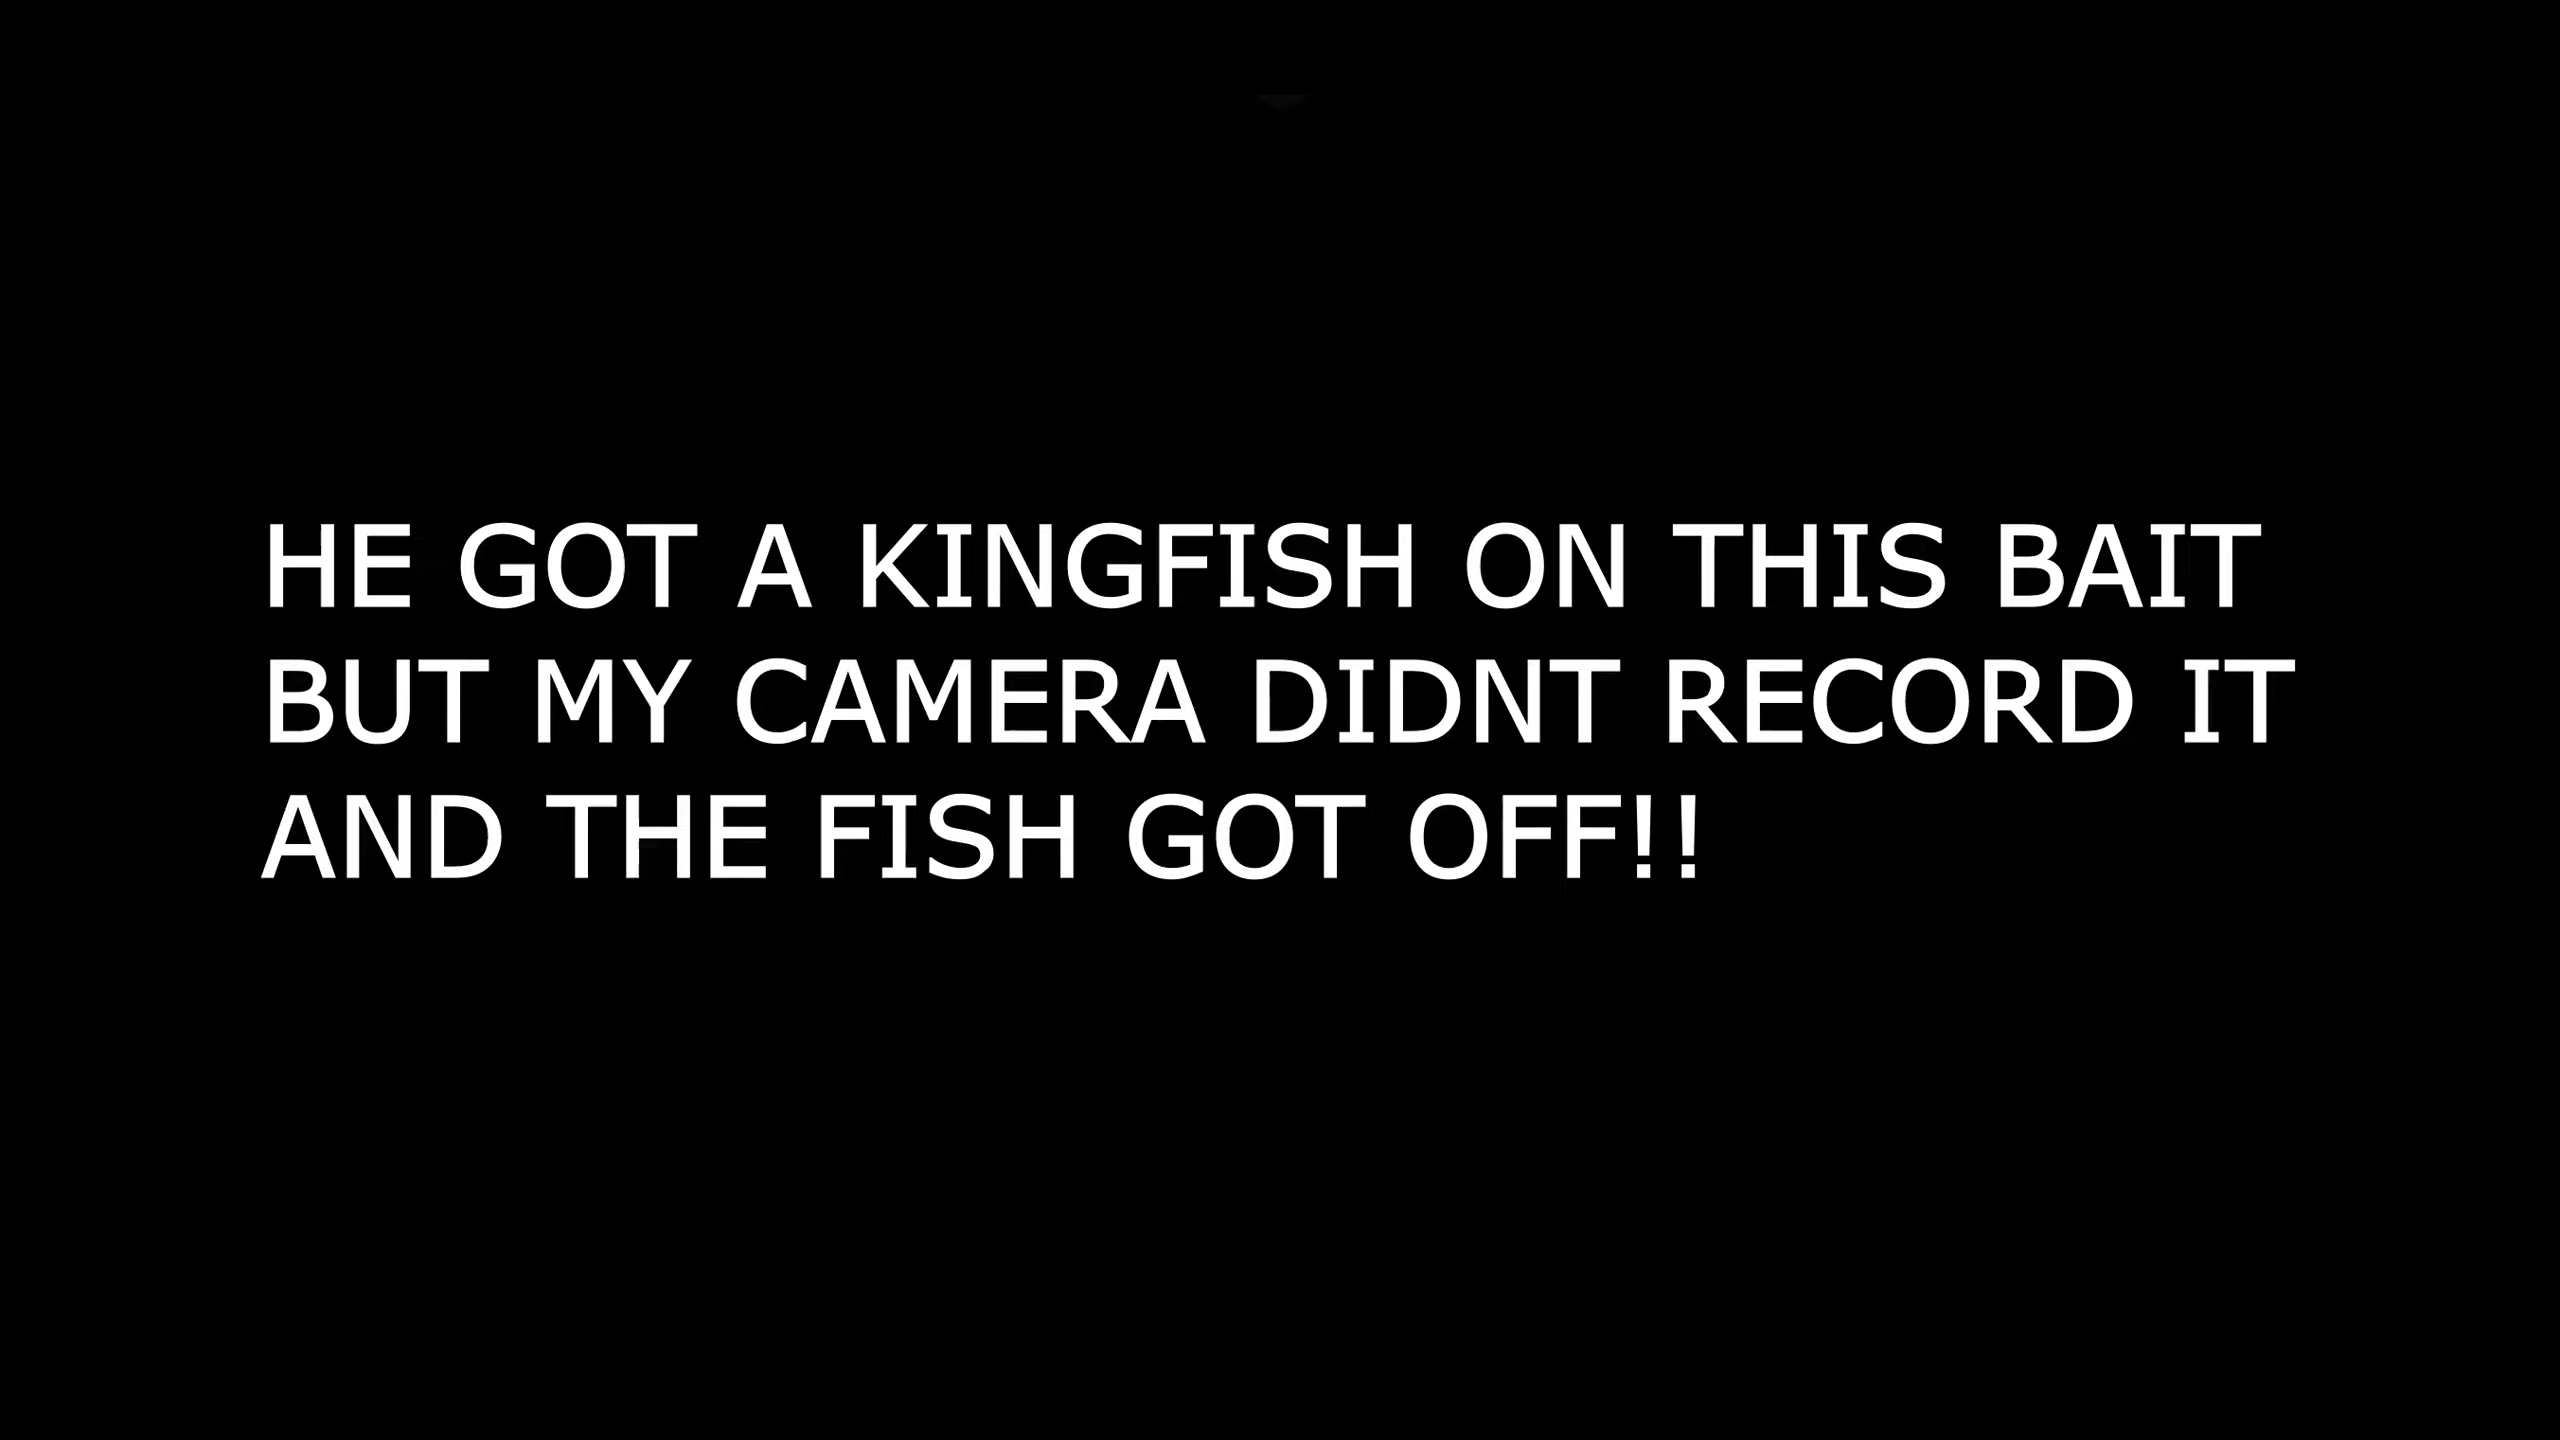 HE GOT A KINGFISH ON THIS BAIT
BUT MY CAMERA DIDNT RECORD IT
AND THE FISH GOT OFF!!